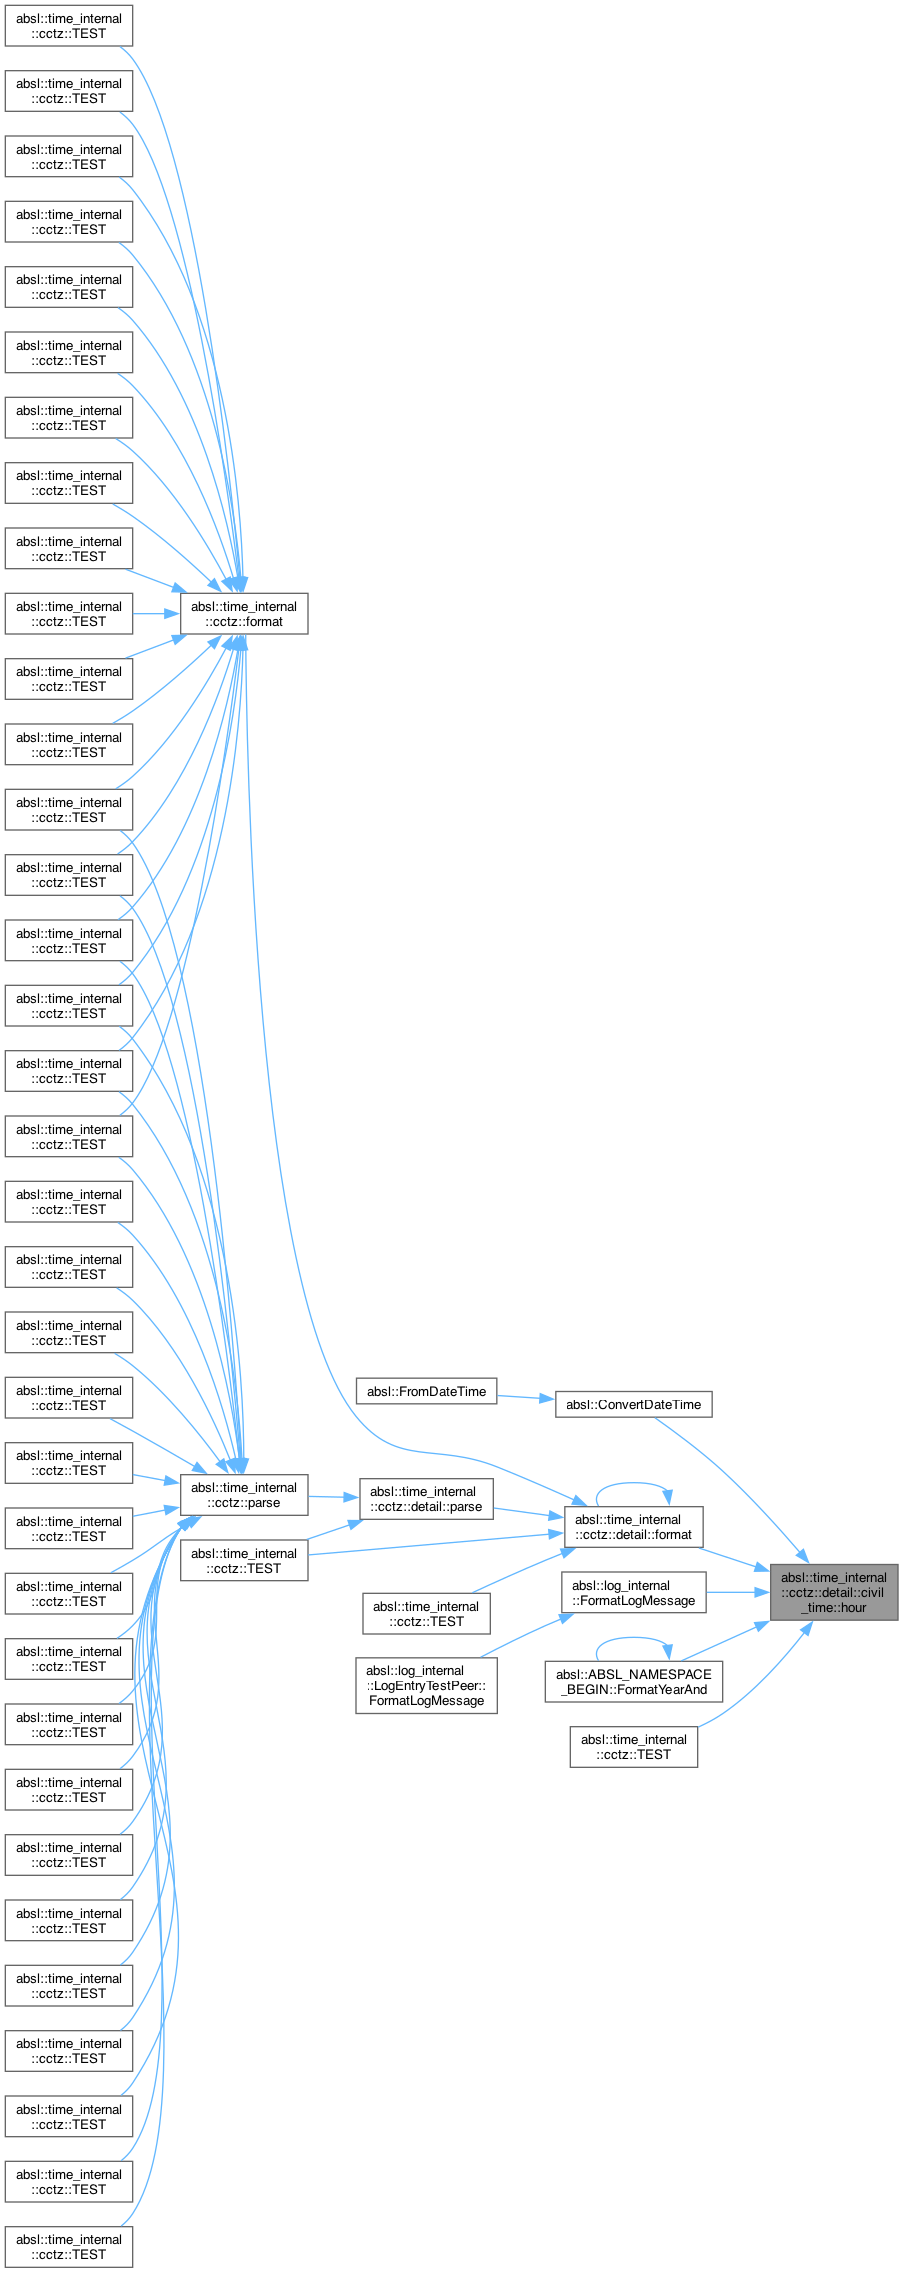 absl::time_internal
::cctz::TEST
absl::time_internal
::cctz::TEST
absl::time_internal
::cctz::TEST
absl::time_internal
::cctz::TEST
absl::time_internal
::cctz::TEST
absl::time_internal
::cctz::TEST
absl::time_internal
::cctz::TEST
absl::time_internal
::cctz::TEST
absl::time_internal
::cctz::TEST
absl::time_internal
::cctz::TEST
absl::time_internal
::cctz::TEST
absl::time_internal
::cctz::TEST
absl::time_internal
::cctz::TEST
absl::time_internal
::cctz::TEST
absl::time_internal
::cctz::TEST
absl::time_internal
::cctz::TEST
absl::time_internal
::cctz::TEST
absl::time_internal
::cctz::TEST
absl::time_internal
::cctz::TEST
absl::time_internal
::cctz::TEST
absl::time_internal
::cctz::TEST
absl::time_internal
::cctz::TEST
absl::time_internal
::cctz::TEST
absl::time_internal
::cctz::TEST
absl::time_internal
::cctz::TEST
absl::time_internal
::cctz::TEST
absl::time_internal
::cctz::TEST
absl::time_internal
::cctz::TEST
absl::time_internal
::cctz::TEST
absl::time_internal
::cctz::TEST
absl::time_internal
::cctz::TEST
absl::time_internal
::cctz::TEST
absl::time_internal
::cctz::TEST
absl::time_internal
::cctz::TEST
absl::time_internal
::cctz::TEST
absl::time_internal
::cctz::format
absl::time_internal
::cctz::parse
absl::time_internal
::cctz::TEST
absl::FromDateTime
absl::time_internal
::cctz::detail::parse
absl::time_internal
::cctz::TEST
absl::log_internal
::LogEntryTestPeer::
FormatLogMessage
absl::ConvertDateTime
absl::time_internal
::cctz::detail::format
absl::log_internal
::FormatLogMessage
absl::ABSL_NAMESPACE
_BEGIN::FormatYearAnd
absl::time_internal
::cctz::TEST
absl::time_internal
::cctz::detail::civil
_time::hour